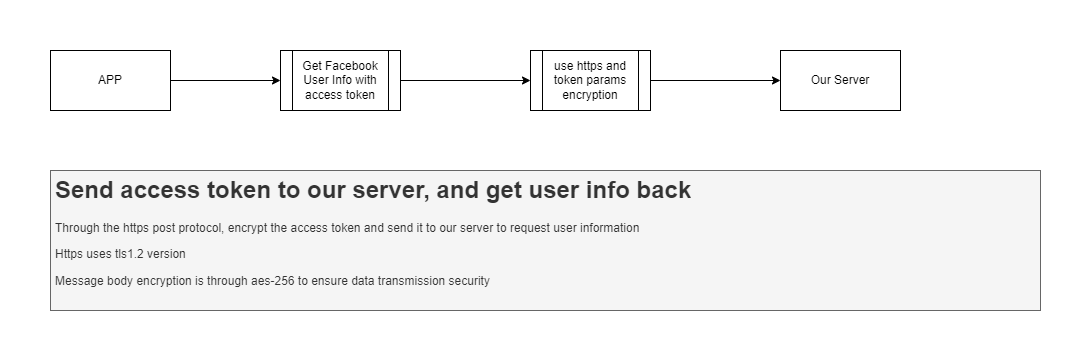 APP
Get Facebook
User Info with
access token
use https and
token params
encryption
Our Server
Send access token to our server, and get user info back
Through the https post protocol, encrypt the access token and send it to our server to request user information
Https uses tls1.2 version
Message body encryption is through aes-256 to ensure data transmission security